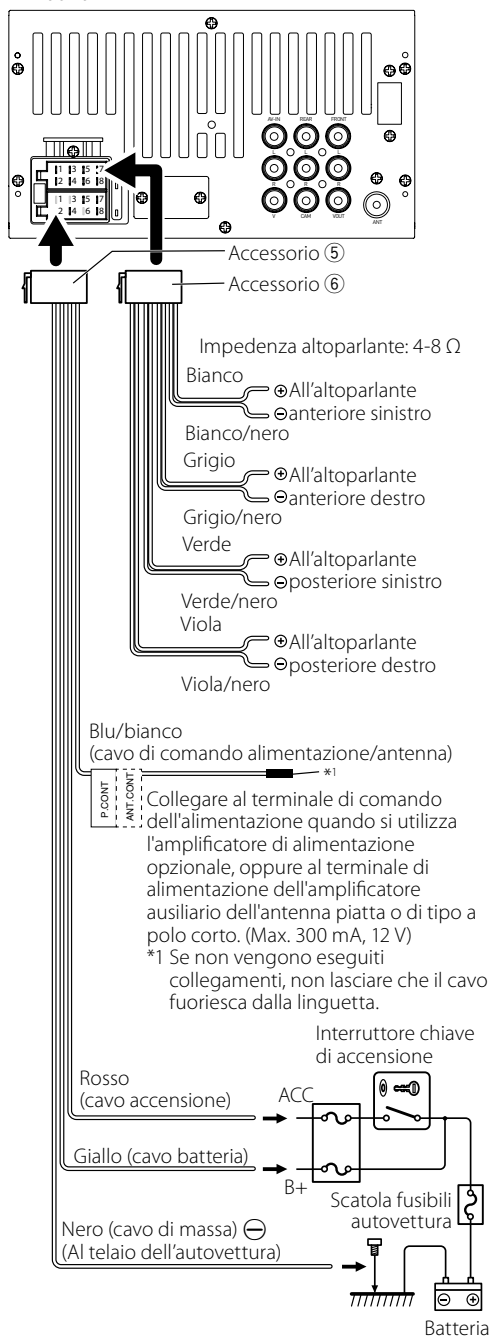 AV-IN REAR FRONT
L L L
R R R
V CAM VOUT
ANT
1 3 5 7
2 4 6 8
1 3 5 7
2 4 6 8
Accessorio ⑤
Accessorio ⑥
Impedenza altoparlante: 4-8 Ω
Bianco
⊕All'altoparlante
⊖anteriore sinistro
Bianco/nero
Grigio
⊕All'altoparlante
⊖anteriore destro
Grigio/nero
Verde
⊕All'altoparlante
⊖posteriore sinistro
Verde/nero
Viola
⊕All'altoparlante
⊖posteriore destro
Viola/nero
Blu/bianco
(cavo di comando alimentazione/antenna)
P.CONT
ANT.CONT
*1
Collegare al terminale di comando
dell'alimentazione quando si utilizza
l'amplificatore di alimentazione
opzionale, oppure al terminale di
alimentazione dell'amplificatore
ausiliario dell'antenna piatta o di tipo a
polo corto. (Max. 300 mA, 12 V)
*1 Se non vengono eseguiti
collegamenti, non lasciare che il cavo
fuoriesca dalla linguetta.
Interruttore chiave
di accensione
Rosso
(cavo accensione)
ACC
Giallo (cavo batteria)
B+
Scatola fusibili
autovettura
Nero (cavo di massa) ⊖
(Al telaio dell'autovettura)
⊖ ⊕
Batteria